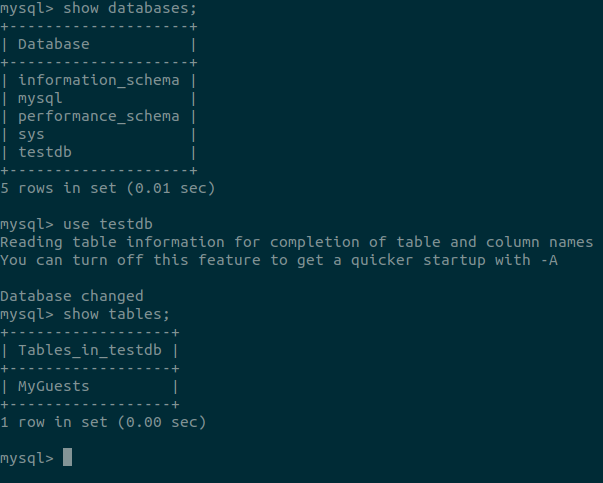 mysql> show databases;
+--------------------+
| Database           |
+--------------------+
| information_schema |
| mysql              |
| performance_schema |
| sys                |
| testdb             |
+--------------------+
5 rows in set (0.01 sec)
mysql> use testdb
Reading table information for completion of table and column names
You can turn off this feature to get a quicker startup with -A
Database changed
mysql> show tables;
+------------------+
| Tables_in_testdb |
+------------------+
| MyGuests         |
+------------------+
1 row in set (0.00 sec)
mysql>